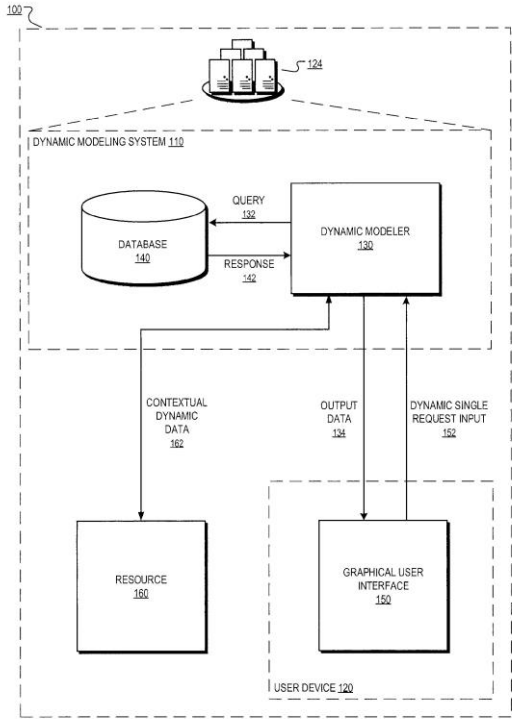 100
124
DYNAMIC MODELING SYSTEM 110
QUERY
132
DATABASE
140
DYNAMIC MODELER
130
RESPONSE
142
CONTEXTUAL
DYNAMIC
DATA
162
OUTPUT
DATA
134
DYNAMIC SINGLE
REQUEST INPUT
152
RESOURCE
160
GRAPHICAL USER
INTERFACE
150
USER DEVICE 120